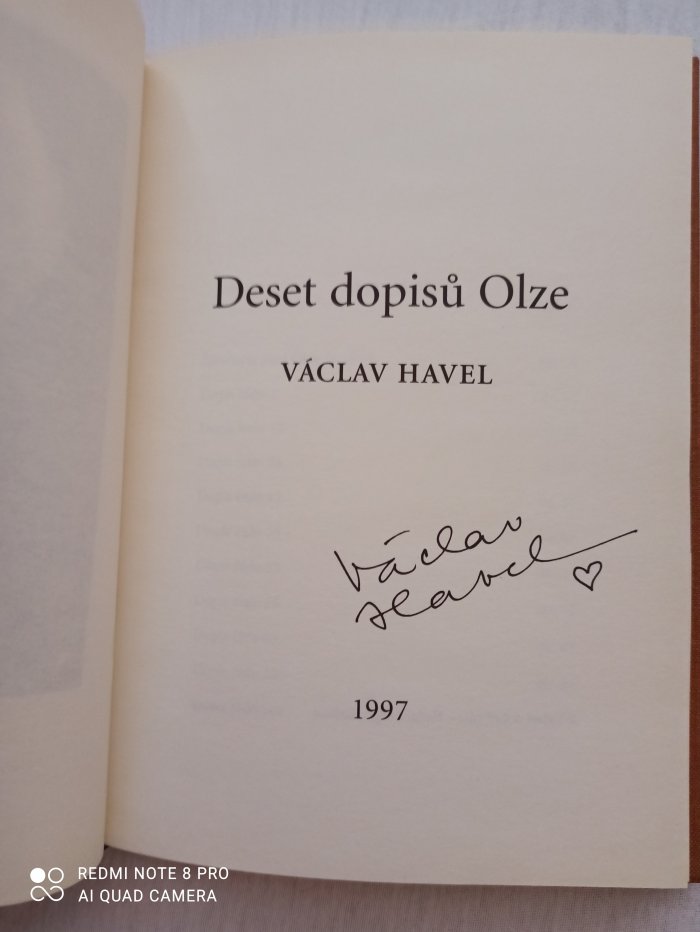 Deset dopisů Olze
VÁCLAV HAVEL
Václav
Havel
1997
REDMI NOTE 8 PRO
AI QUAD CAMERA